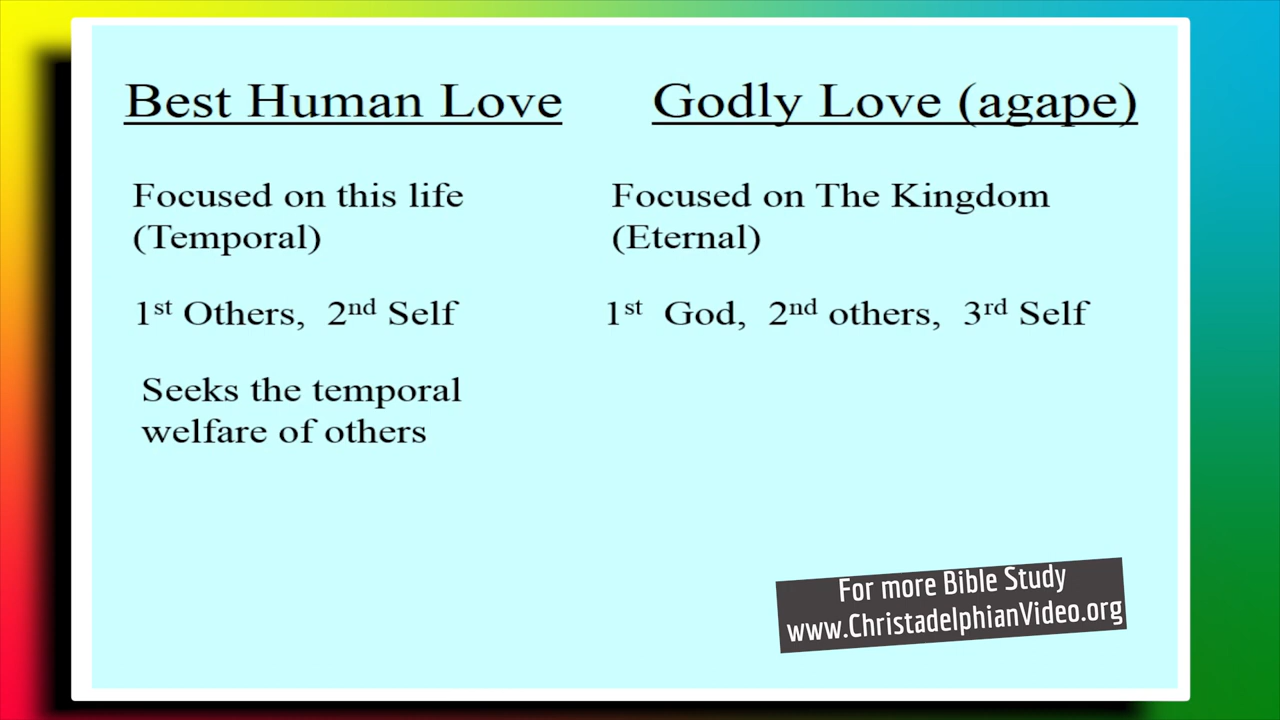 Best Human Love
Godly Love (agape)
Focused on this life
(Temporal)
Focused on The Kingdom
(Eternal)
1st Others, 2nd Self
1st God, 2nd others, 3rd Self
Seeks the temporal
welfare of others
For more Bible Study
www.ChristadelphianVideo.org